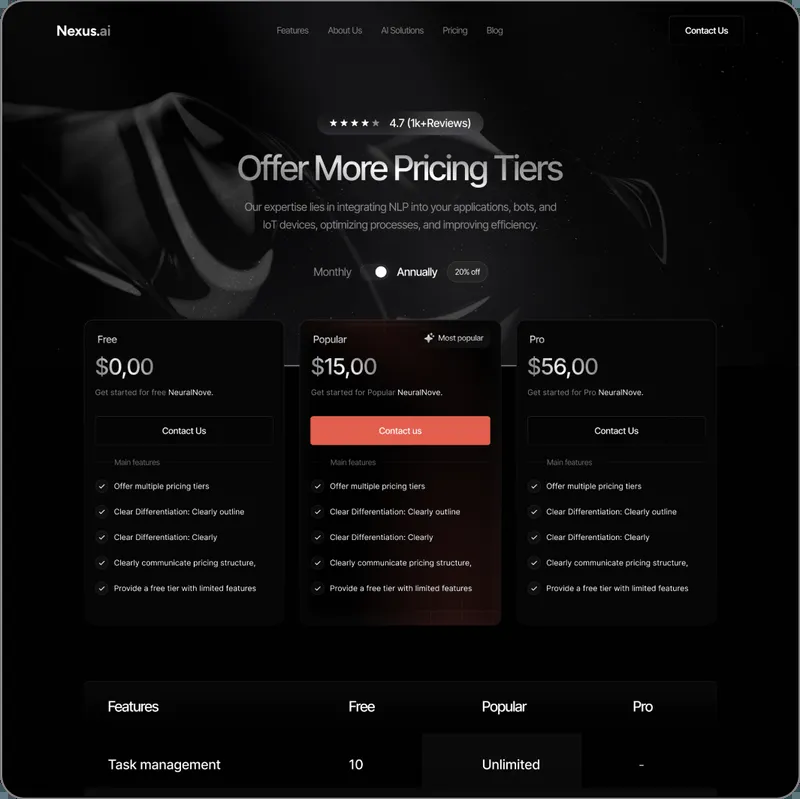 Nexus.ai
Features About Us AI Solutions Pricing Blog
Contact Us
4.7 (1k+Reviews)
Offer More Pricing Tiers
Our expertise lies in integrating NLP into your applications, bots, and
IoT devices, optimizing processes, and improving efficiency.
Monthly Annually 20% off
Free
$0,00
Get started for free NeuralNove.
Contact Us
Main features
Offer multiple pricing tiers
Clear Differentiation: Clearly outline
Clear Differentiation: Clearly
Clearly communicate pricing structure,
Provide a free tier with limited features
Popular Most popular
$15,00
Get started for Popular NeuralNove.
Contact us
Main features
Offer multiple pricing tiers
Clear Differentiation: Clearly outline
Clear Differentiation: Clearly
Clearly communicate pricing structure,
Provide a free tier with limited features
Pro
$56,00
Get started for Pro NeuralNove.
Contact Us
Main features
Offer multiple pricing tiers
Clear Differentiation: Clearly outline
Clear Differentiation: Clearly
Clearly communicate pricing structure,
Provide a free tier with limited features
Features Free Popular Pro
Task management 10 Unlimited -